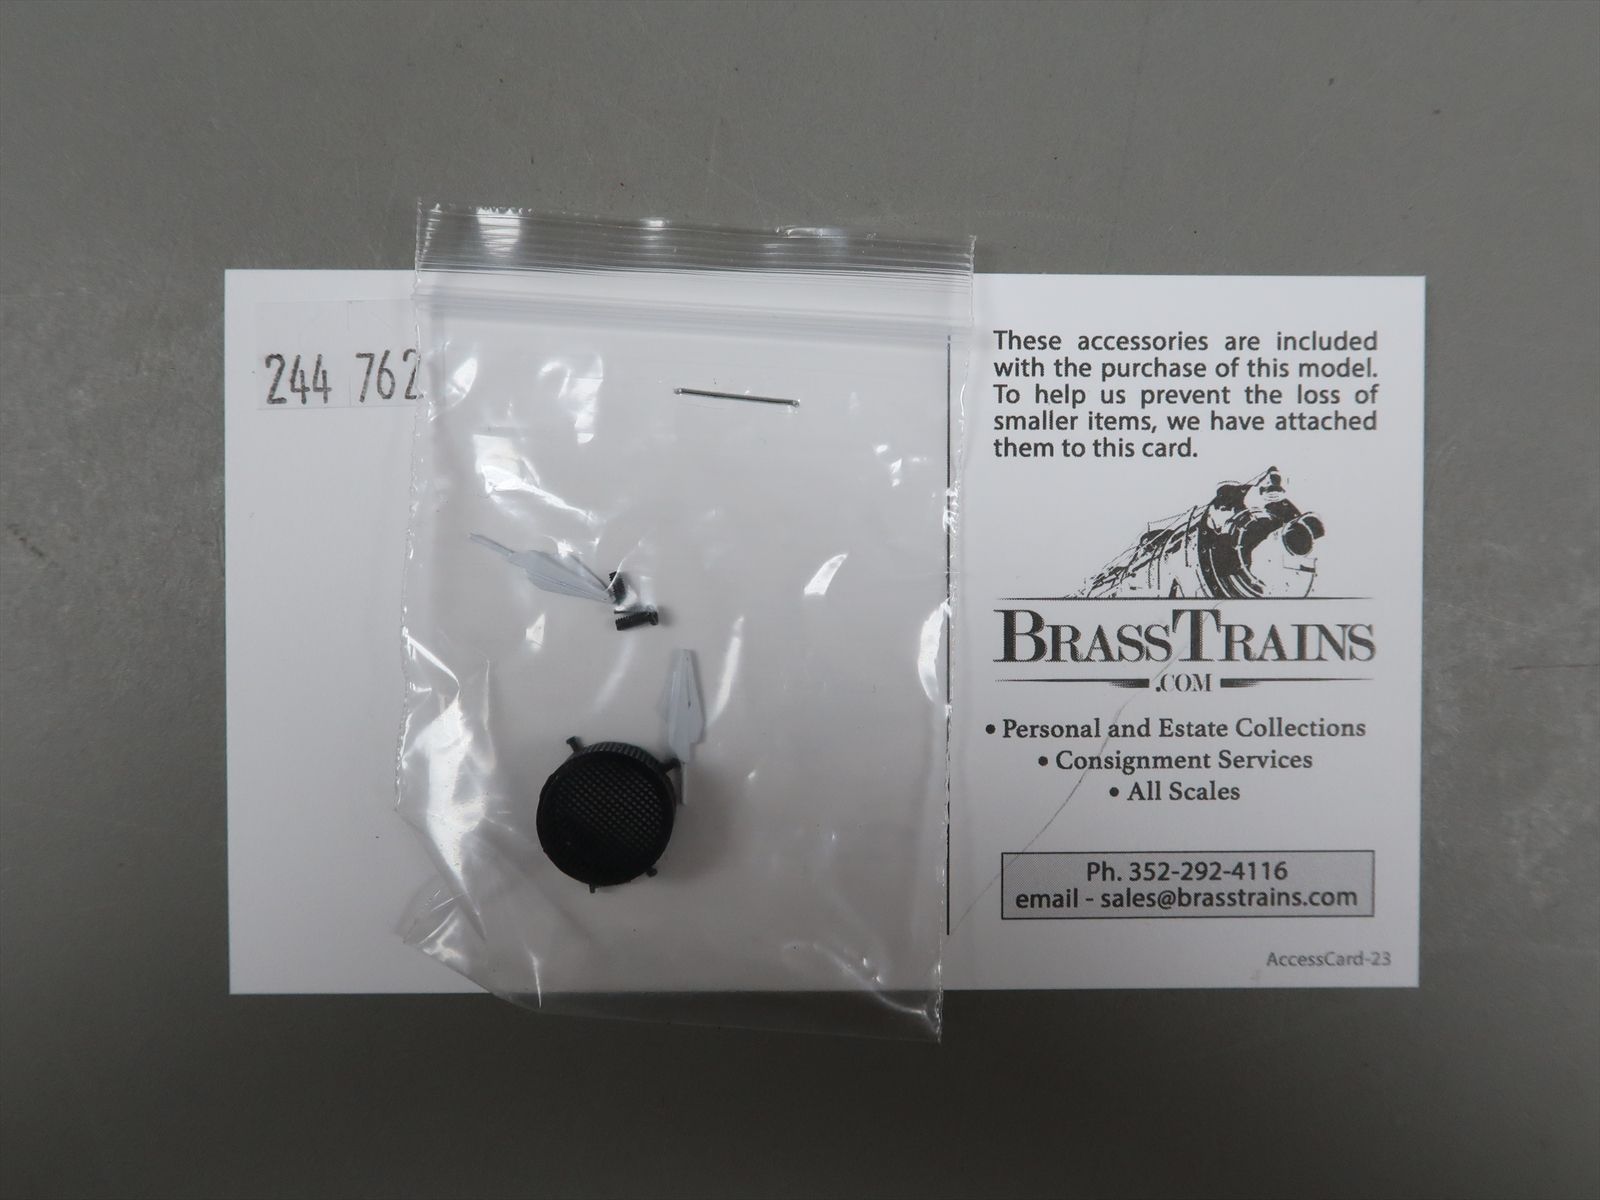 244 762
These accessories are included
with the purchase of this model.
To help us prevent the loss of
smaller items, we have attached
them to this card.
BRASSTRAINS
.COM
• Personal and Estate Collections
• Consignment Services
• All Scales
Ph. 352-292-4116
email - sales@brasstrains.com
AccessCard-23